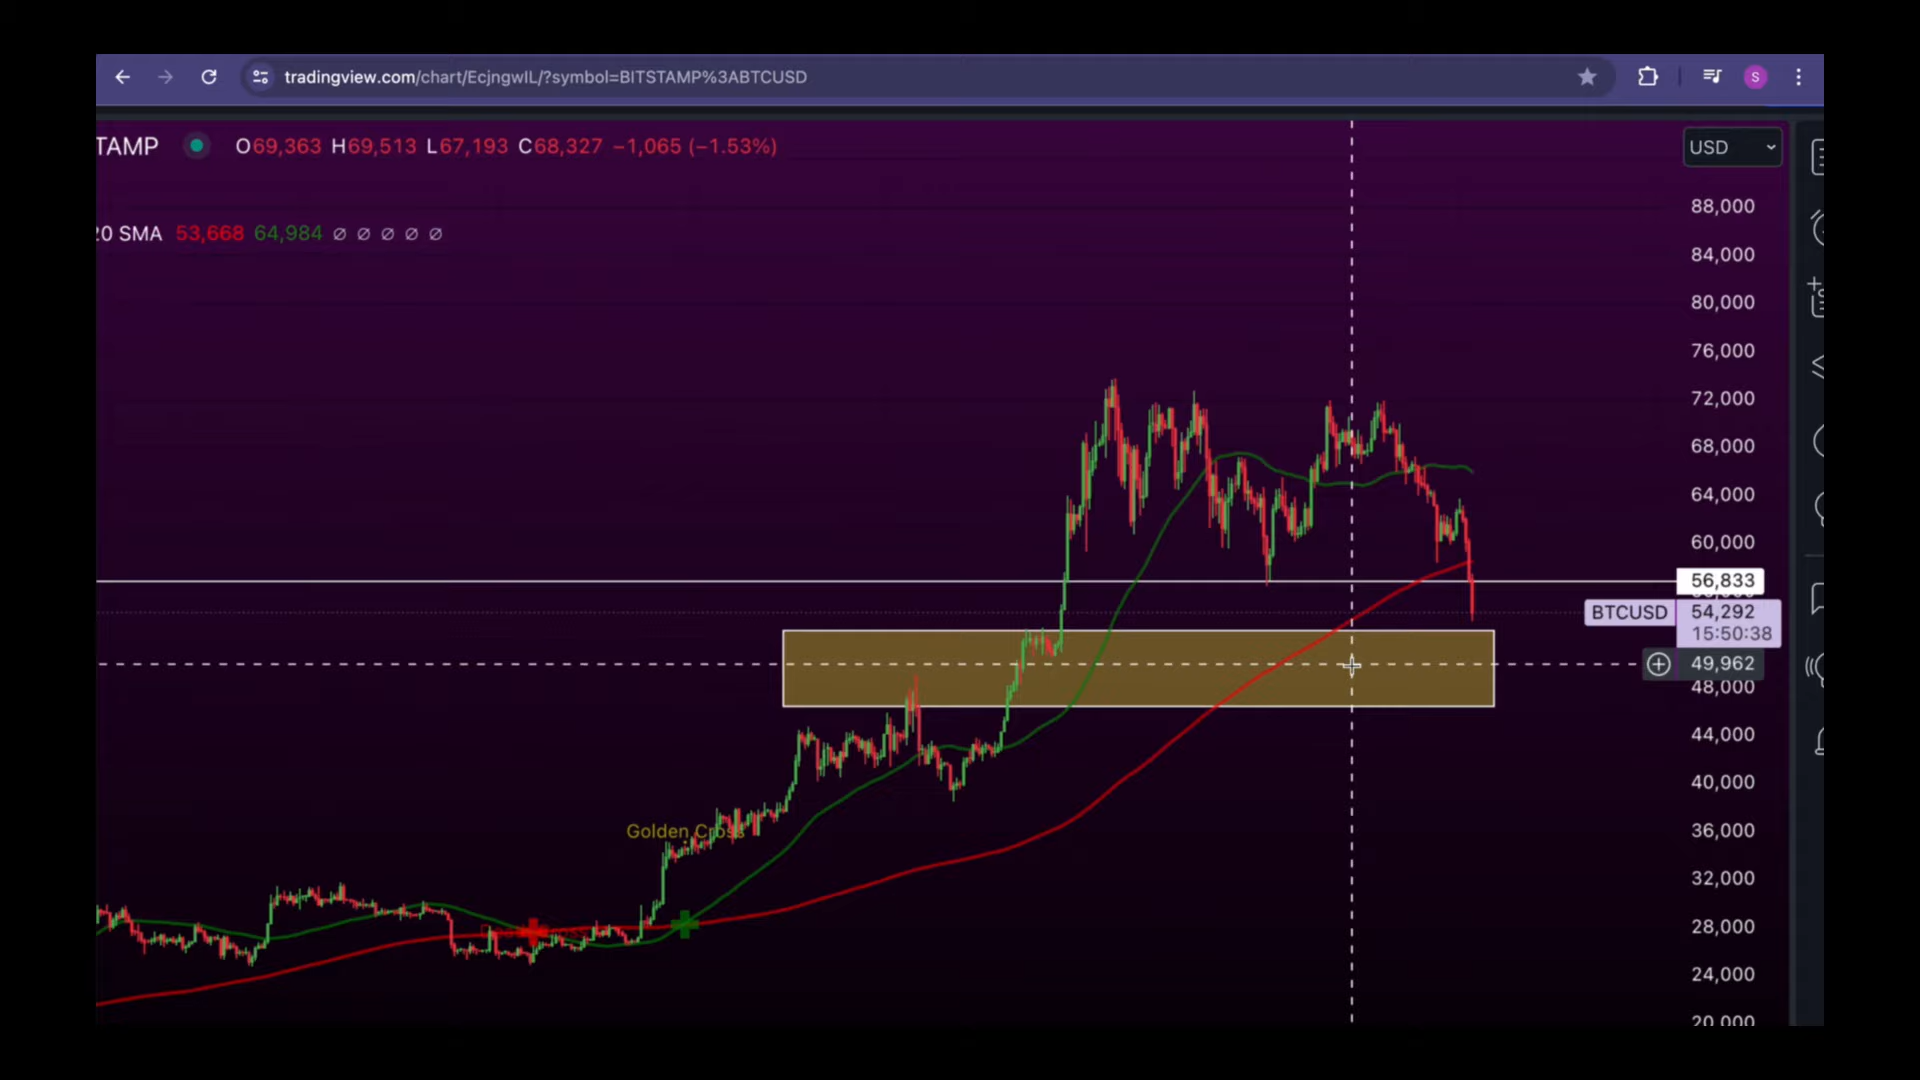 tradingview.com/chart/EcjngwIL/?symbol=BITSTAMP%3ABTCUSD
S
TAMP O69,363 H69,513 L67,193 C68,327 −1,065 (−1.53%)
USD
20 SMA 53,668 64,984 ∅ ∅ ∅ ∅ ∅
88,000
84,000
80,000
76,000
72,000
68,000
64,000
60,000
56,833
BTCUSD 54,292
15:50:38
49,962
48,000
44,000
40,000
36,000
Golden Cross
32,000
28,000
24,000
20,000